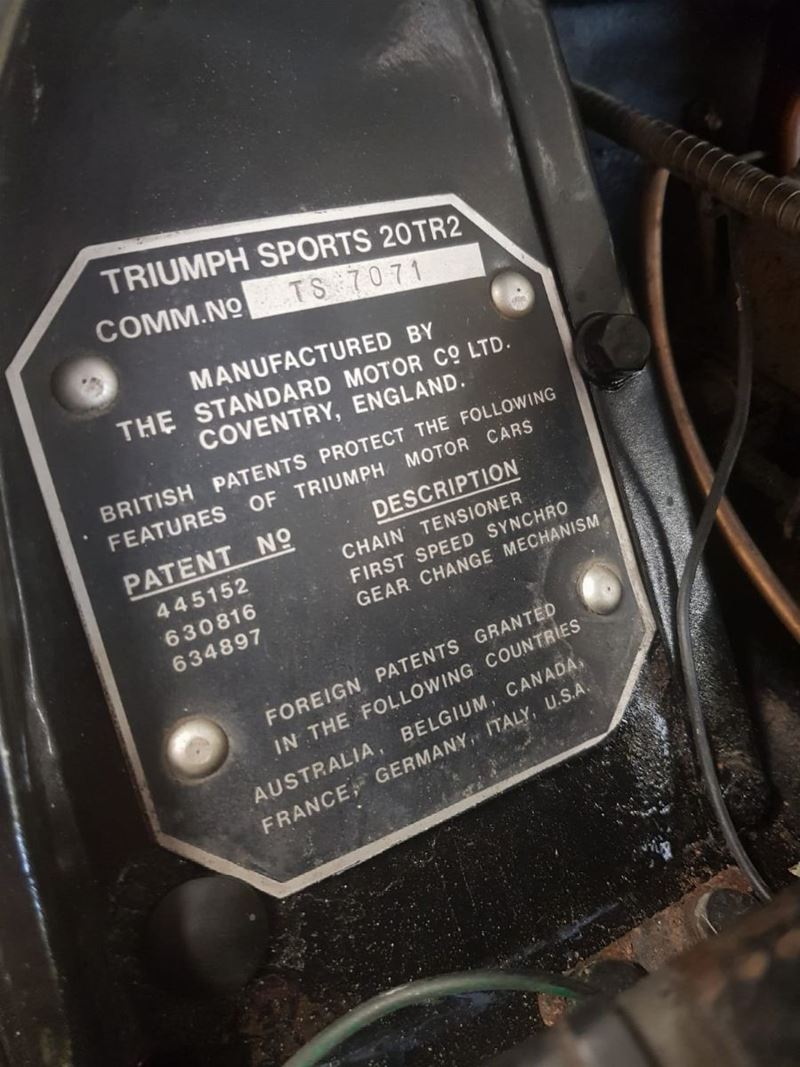 TRIUMPH SPORTS 20TR2
COMM.Nº TS 7071
MANUFACTURED BY
THE STANDARD MOTOR Cº LTD.
COVENTRY, ENGLAND.
BRITISH PATENTS PROTECT THE FOLLOWING
FEATURES OF TRIUMPH MOTOR CARS
PATENT Nº DESCRIPTION
445152 CHAIN TENSIONER
630816 FIRST SPEED SYNCHRO
634897 GEAR CHANGE MECHANISM
FOREIGN PATENTS GRANTED
IN THE FOLLOWING COUNTRIES
AUSTRALIA, BELGIUM, CANADA,
FRANCE, GERMANY, ITALY, U.S.A.